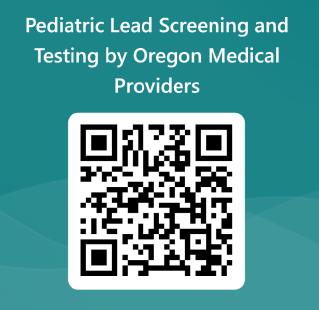 Pediatric Lead Screening and
Testing by Oregon Medical
Providers